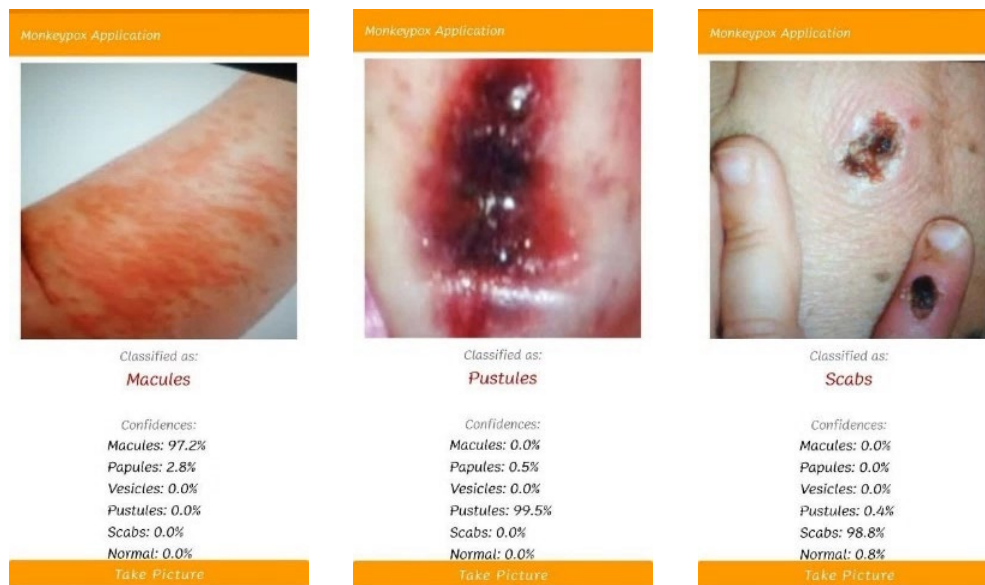 Monkeypox Application
Classified as:
Macules
Confidences:
Macules: 97.2%
Papules: 2.8%
Vesicles: 0.0%
Pustules: 0.0%
Scabs: 0.0%
Normal: 0.0%
Take Picture
Monkeypox Application
Classified as:
Pustules
Confidences:
Macules: 0.0%
Papules: 0.5%
Vesicles: 0.0%
Pustules: 99.5%
Scabs: 0.0%
Normal: 0.0%
Take Picture
Monkeypox Application
Classified as:
Scabs
Confidences:
Macules: 0.0%
Papules: 0.0%
Vesicles: 0.0%
Pustules: 0.4%
Scabs: 98.8%
Normal: 0.8%
Take Picture